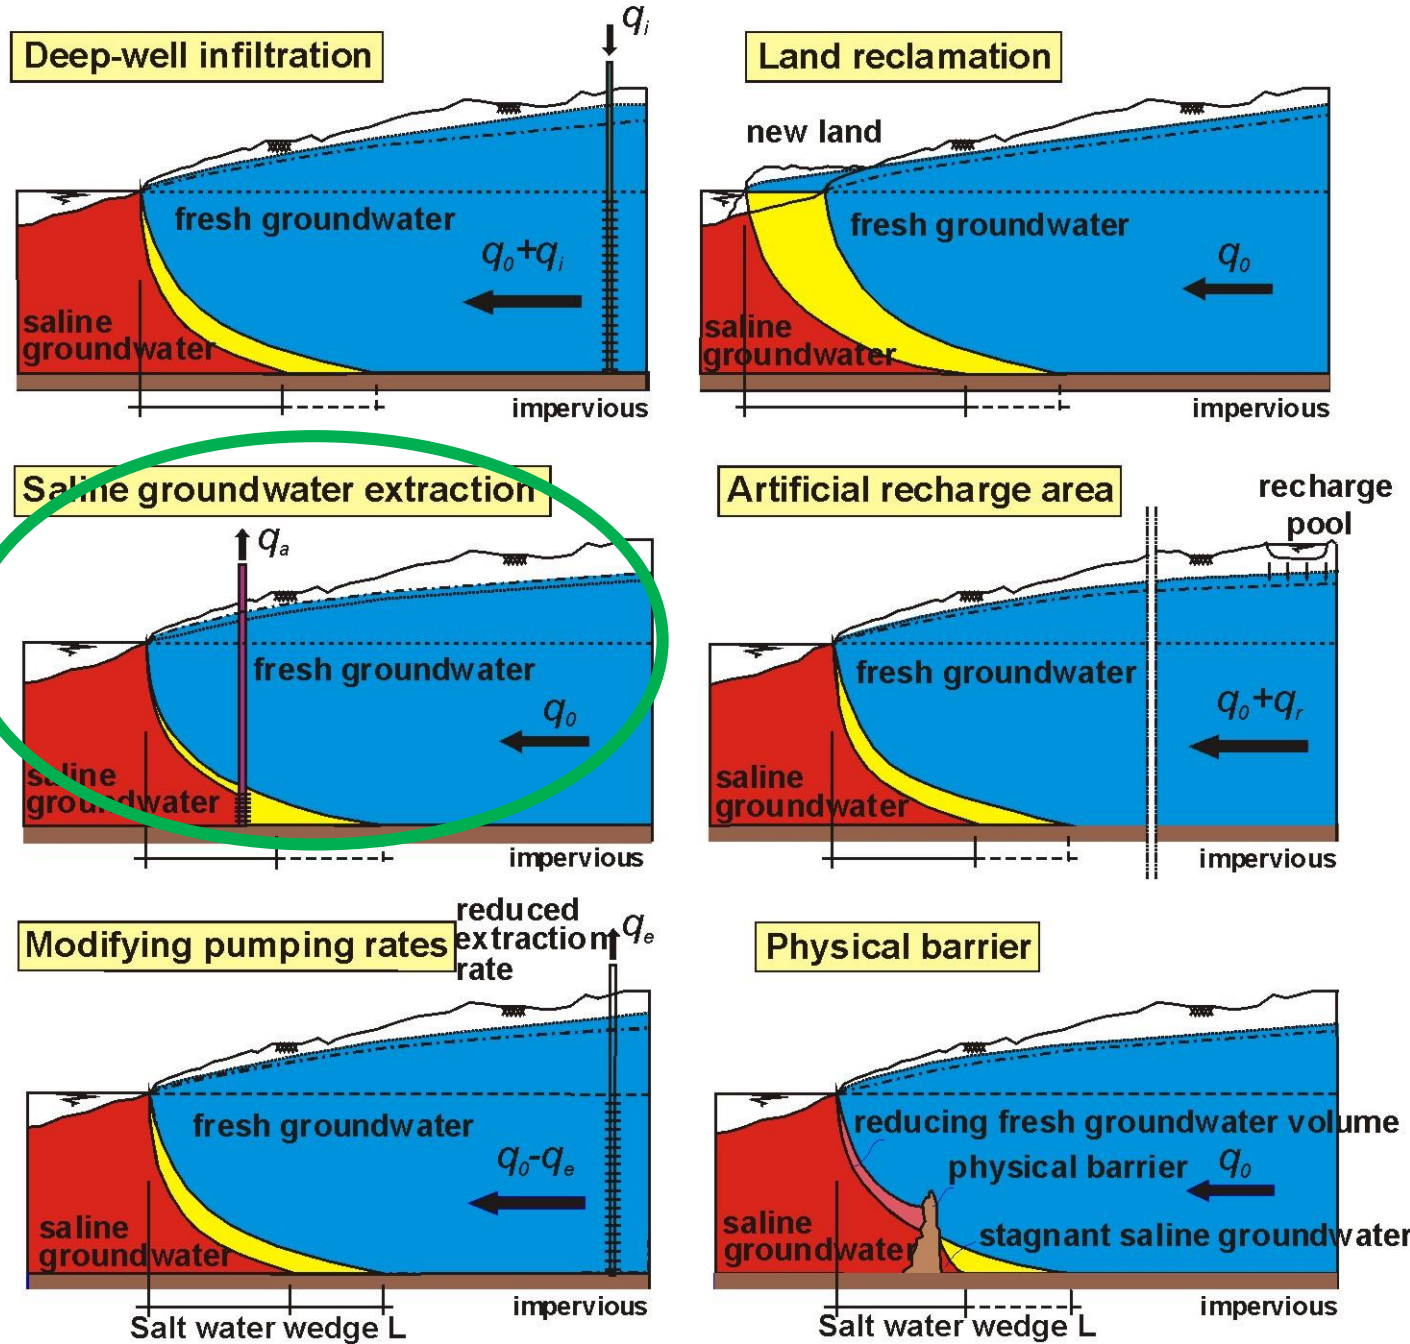 Deep-well infiltration
qi
fresh groundwater
q0+qi
saline
groundwater
impervious
Land reclamation
new land
fresh groundwater
q0
saline
groundwater
impervious
Saline groundwater extraction
qa
fresh groundwater
q0
saline
groundwater
impervious
Artificial recharge area
recharge
pool
fresh groundwater
q0+qr
saline
groundwater
impervious
Modifying pumping rates
reduced
extraction
rate
qe
fresh groundwater
q0-qe
saline
groundwater
impervious
Salt water wedge L
Physical barrier
reducing fresh groundwater volume
physical barrier
q0
stagnant saline groundwater
saline
groundwater
impervious
Salt water wedge L